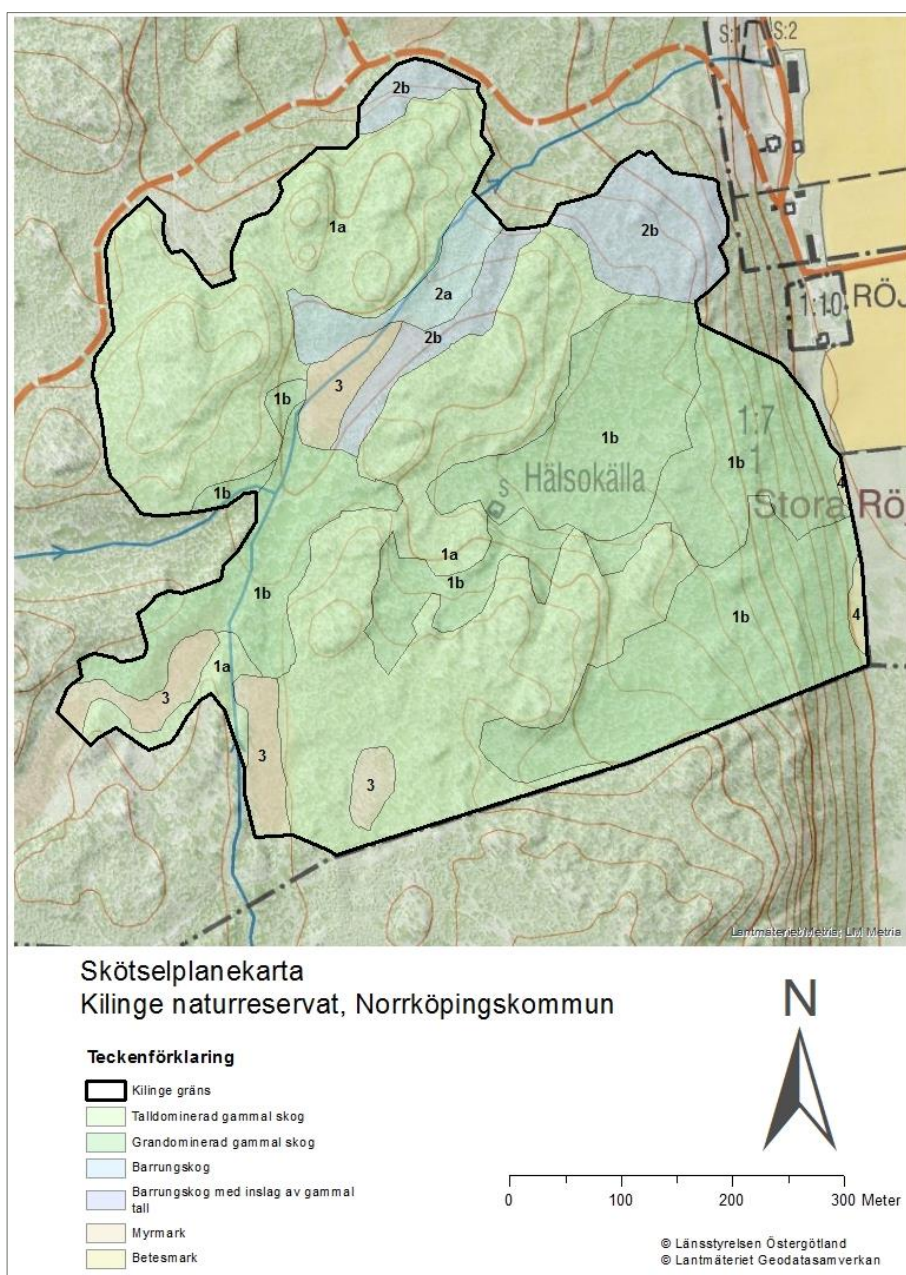 S:1
S:2
2b
1a
2b
2a
1:10
RÖJ
2b
3
1b
1b
1:7
1
1b
Hälsokälla
S
4
Stora Röj
1b
1a
1b
1b
1b
4
1a
3
3
3
Lantmäteriet Metria; LM Metria
Skötselplanekarta
Kilinge naturreservat, Norrköpingskommun
N
Teckenförklaring
Kilinge gräns
Talldominerad gammal skog
Grandominerad gammal skog
Barrungskog
Barrungskog med inslag av gammal
tall
Myrmark
Betesmark
0 100 200 300 Meter
© Länsstyrelsen Östergötland
© Lantmäteriet Geodatasamverkan